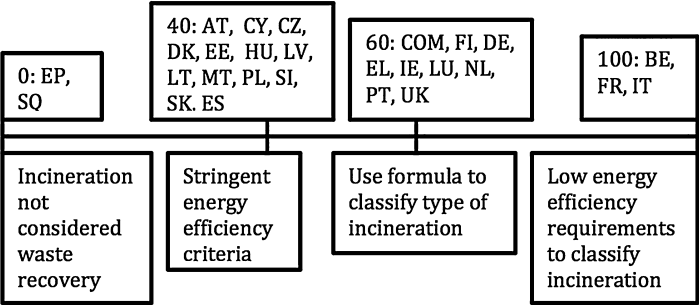 0: EP,
SQ
40: AT, CY, CZ,
DK, EE, HU, LV,
LT, MT, PL, SI,
SK. ES
60: COM, FI, DE,
EL, IE, LU, NL,
PT, UK
100: BE,
FR, IT
Incineration
not
considered
waste
recovery
Stringent
energy
efficiency
criteria
Use formula to
classify type of
incineration
Low energy
efficiency
requirements
to classify
incineration